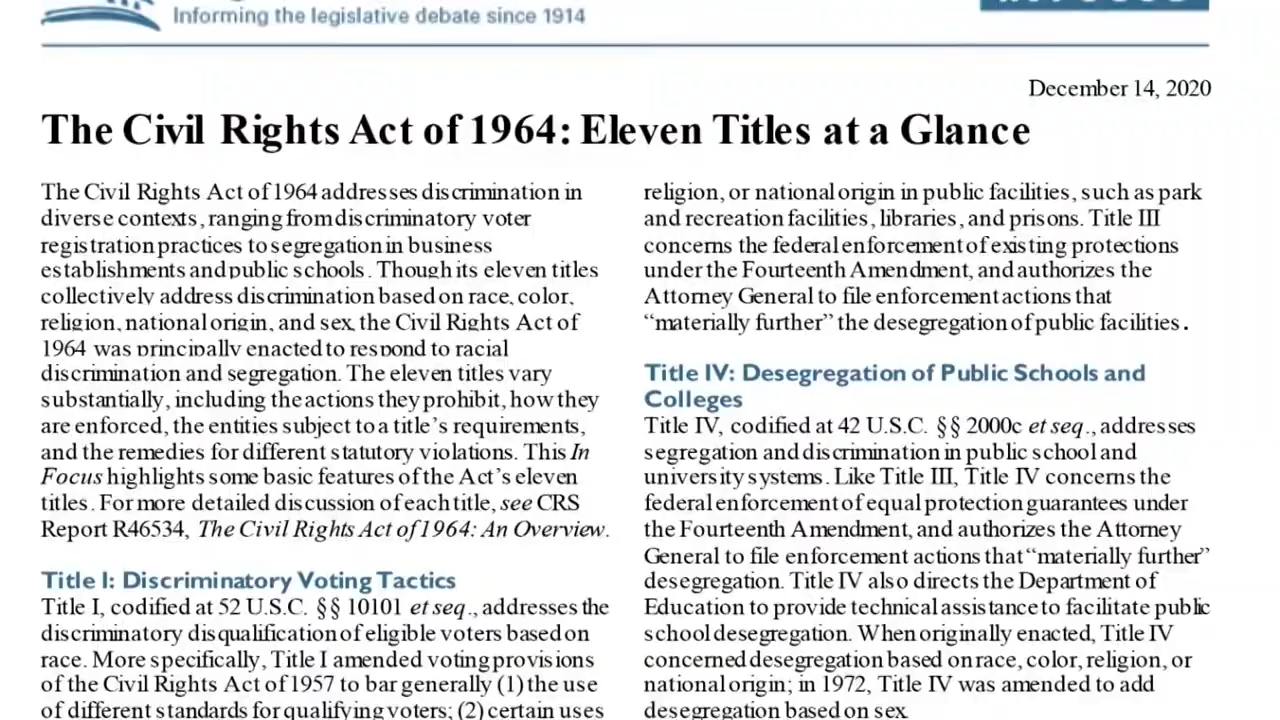 Informing the legislative debate since 1914
December 14, 2020
The Civil Rights Act of 1964: Eleven Titles at a Glance
The Civil Rights Act of 1964 addresses discrimination in
diverse contexts, ranging from discriminatory voter
registration practices to segregation in business
establishments and public schools. Though its eleven titles
collectively address discrimination based on race, color,
religion, national origin, and sex, the Civil Rights Act of
1964 was principally enacted to respond to racial
discrimination and segregation. The eleven titles vary
substantially, including the actions they prohibit, how they
are enforced, the entities subject to a title's requirements,
and the remedies for different statutory violations. This In
Focus highlights some basic features of the Act's eleven
titles. For more detailed discussion of each title, see CRS
Report R46534, The Civil Rights Act of 1964: An Overview.
Title I: Discriminatory Voting Tactics
Title I, codified at 52 U.S.C. §§ 10101 et seq., addresses the
discriminatory disqualification of eligible voters based on
race. More specifically, Title I amended voting provisions
of the Civil Rights Act of 1957 to bar generally (1) the use
of different standards for qualifying voters; (2) certain uses
religion, or national origin in public facilities, such as park
and recreation facilities, libraries, and prisons. Title III
concerns the federal enforcement of existing protections
under the Fourteenth Amendment, and authorizes the
Attorney General to file enforcement actions that
“materially further” the desegregation of public facilities.
Title IV: Desegregation of Public Schools and
Colleges
Title IV, codified at 42 U.S.C. §§ 2000c et seq., addresses
segregation and discrimination in public school and
university systems. Like Title III, Title IV concerns the
federal enforcement of equal protection guarantees under
the Fourteenth Amendment, and authorizes the Attorney
General to file enforcement actions that “materially further”
desegregation. Title IV also directs the Department of
Education to provide technical assistance to facilitate public
school desegregation. When originally enacted, Title IV
concerned desegregation based on race, color, religion, or
national origin; in 1972, Title IV was amended to add
desegregation based on sex